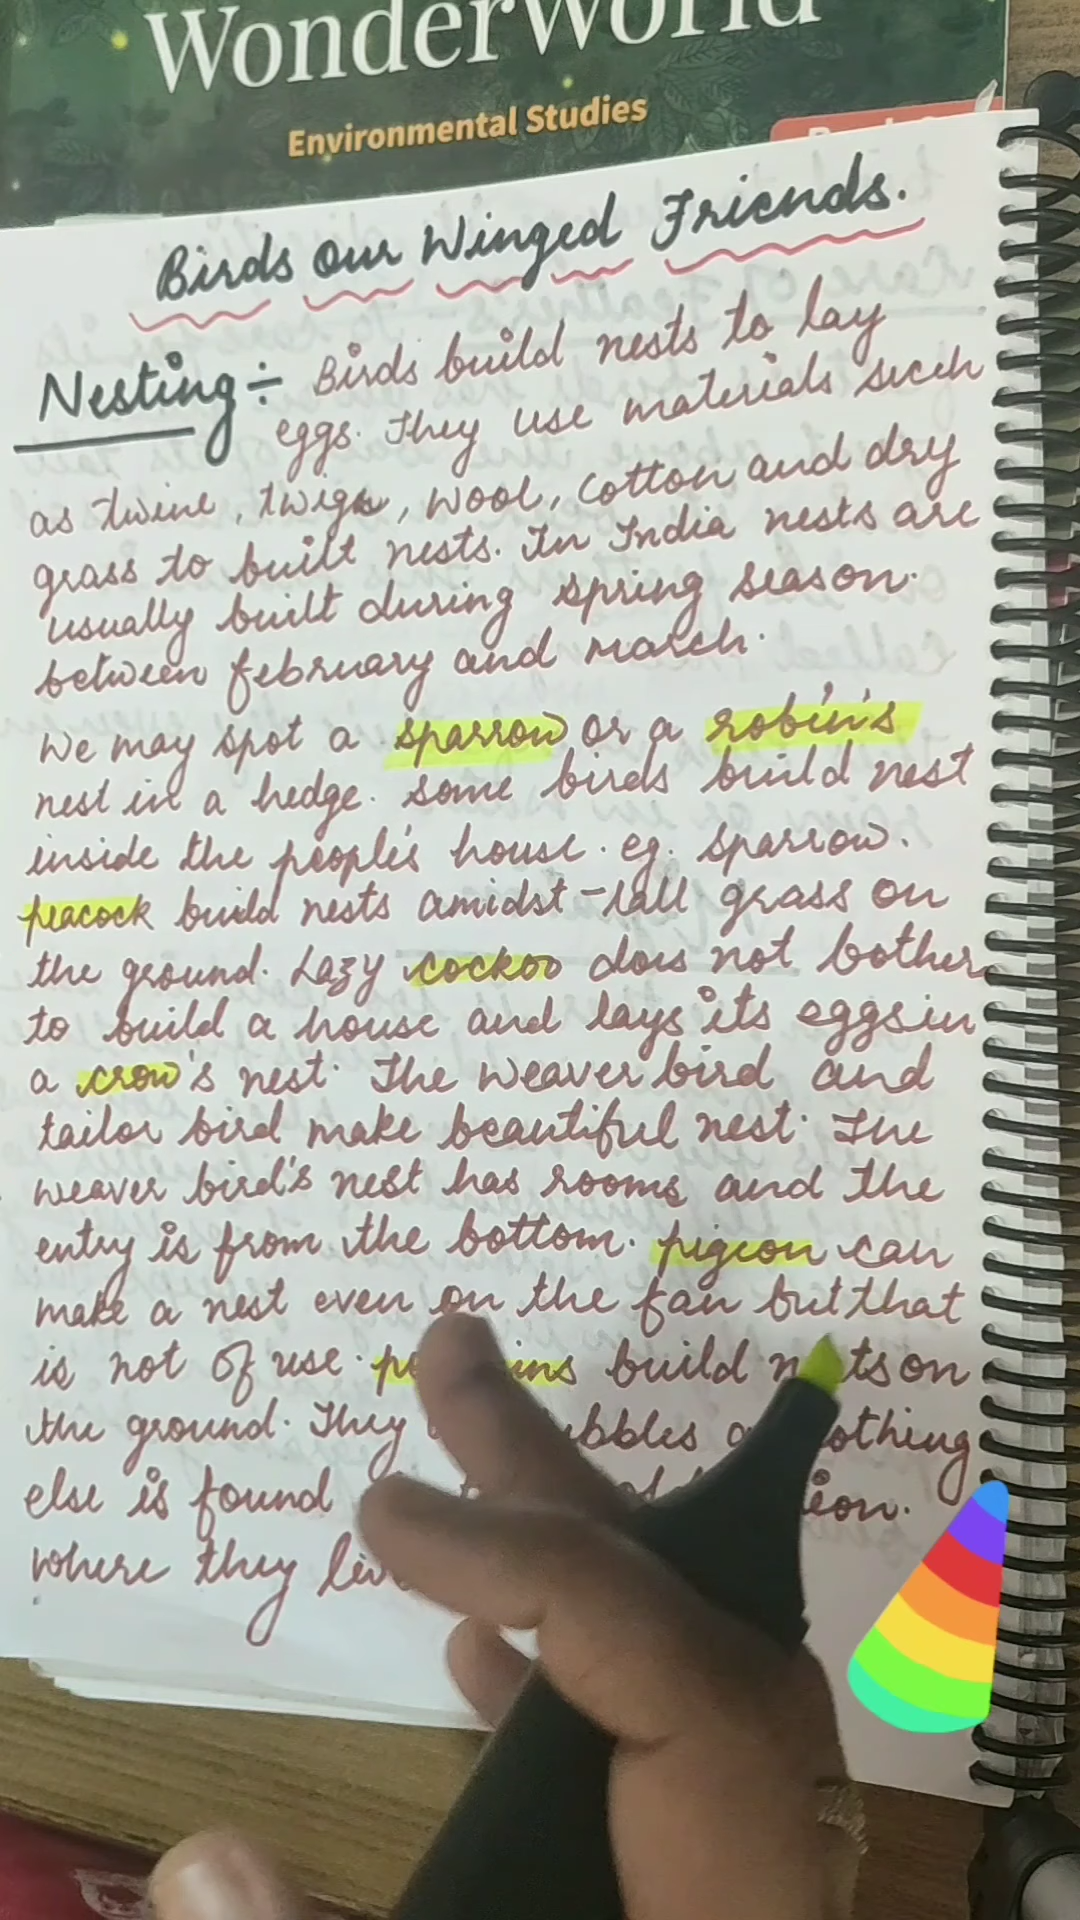 WonderWorld
Environmental Studies
Birds Our Winged Friends.
Nesting ÷ Birds build nests to lay
eggs. They use materials such
as twine, twigs, wool, cotton and dry
grass to built nests. In India nests are
usually built during spring season.
between february and march.
We may spot a sparrow or a robin's
nest in a hedge. some birds build nest
inside the people's house. eg. sparrow.
peacock build nests amidst tall grass on
the ground. Lazy cockoo does not bother
to build a house and lays its eggs in
a crow's nest. The weaver bird and
tailor bird make beautiful nest. The
weaver bird's nest has rooms and the
entry is from the bottom. pigeon can
make a nest even on the fan but that
is not of use. build on
the ground. They
else is found
where they